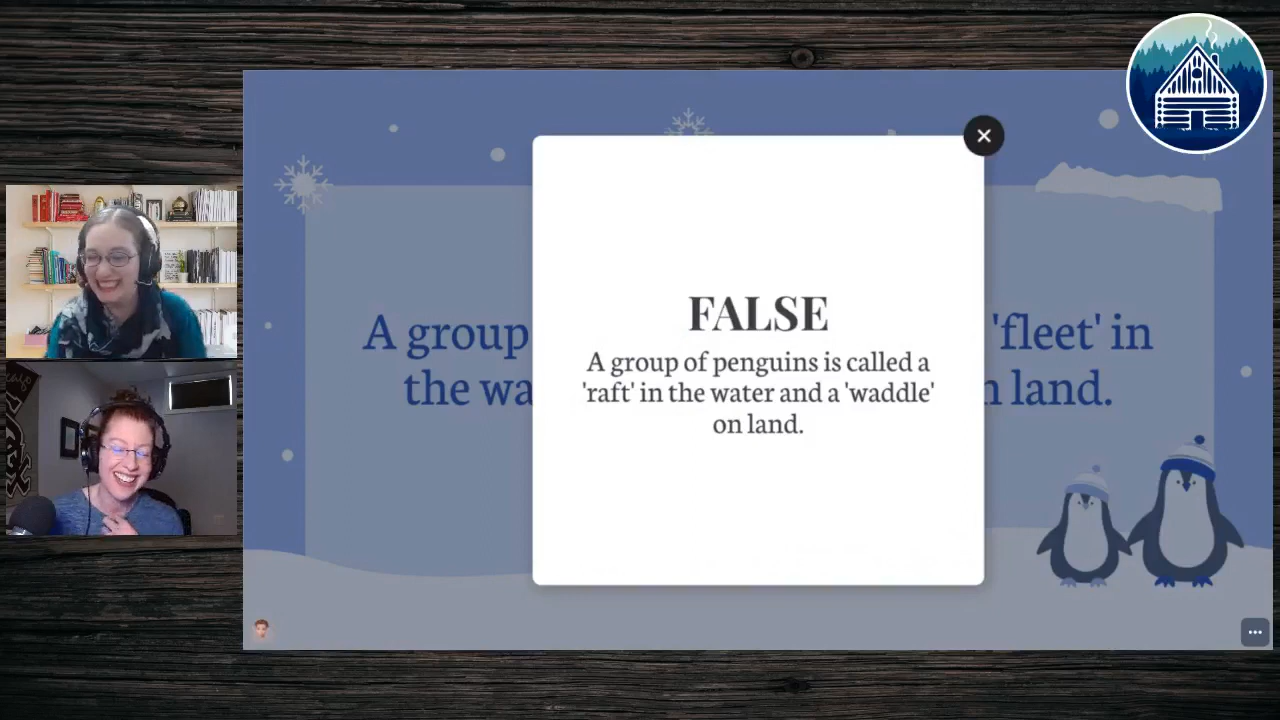 A group
'fleet' in
the wa
n land.
FALSE
A group of penguins is called a
'raft' in the water and a 'waddle'
on land.